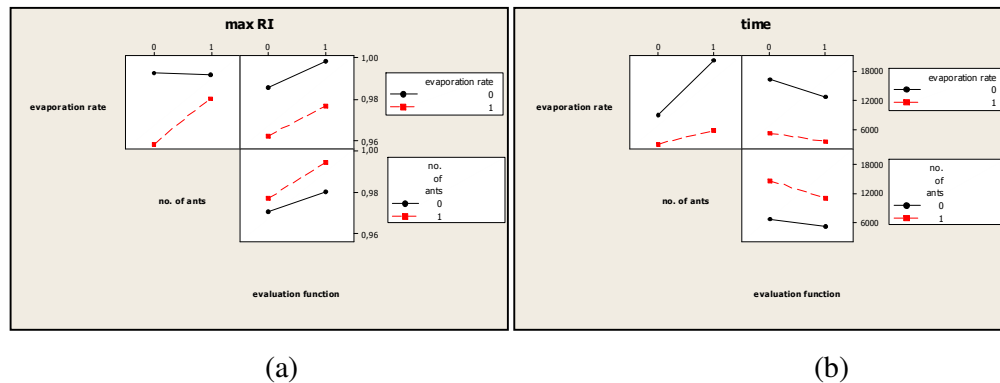 max RI
0 1 0 1
1,00
evaporation rate
0
1
evaporation rate
0,98
0,96
1,00
no.
of
ants
0
1
no. of ants
0,98
0,96
evaluation function
(a)
time
0 1 0 1
18000
evaporation rate
0
1
evaporation rate
12000
6000
18000
no.
of
ants
0
1
no. of ants
12000
6000
evaluation function
(b)